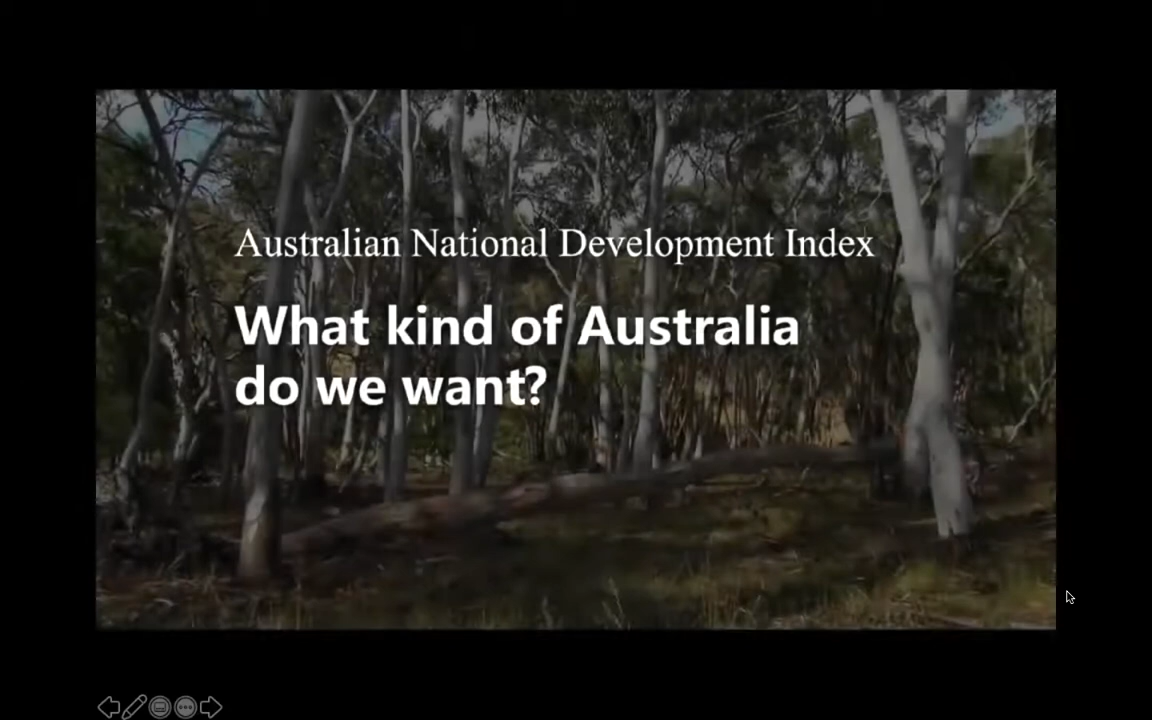 Australian National Development Index
What kind of Australia
do we want?